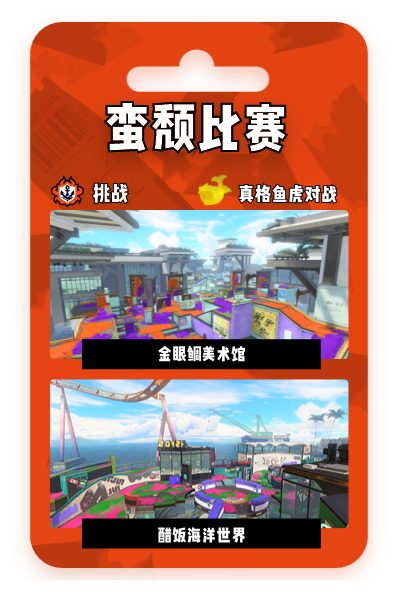 蛮颓比赛
挑战
真格鱼虎对战
金眼鲷美术馆
醋饭海洋世界